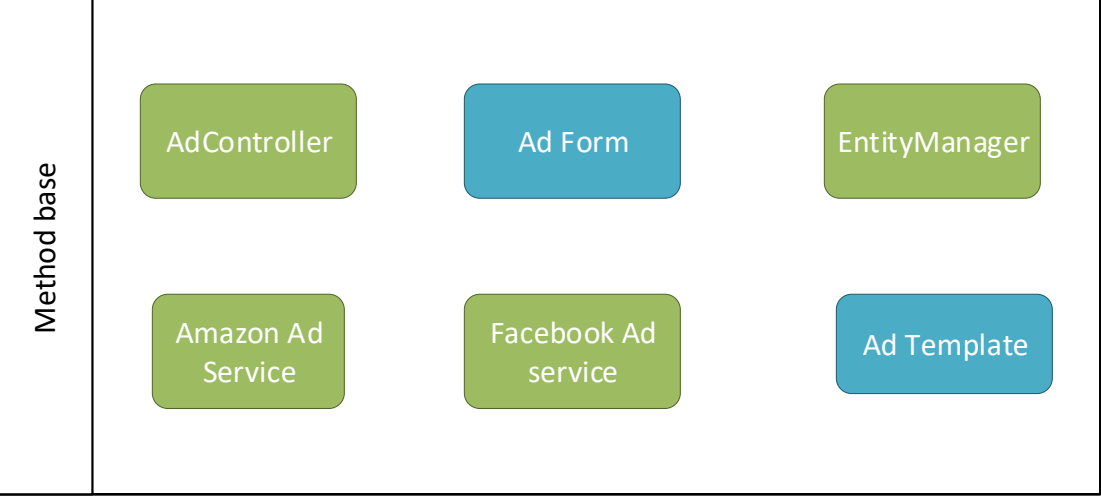 Method base
AdController
Ad Form
EntityManager
Amazon Ad
Service
Facebook Ad
service
Ad Template